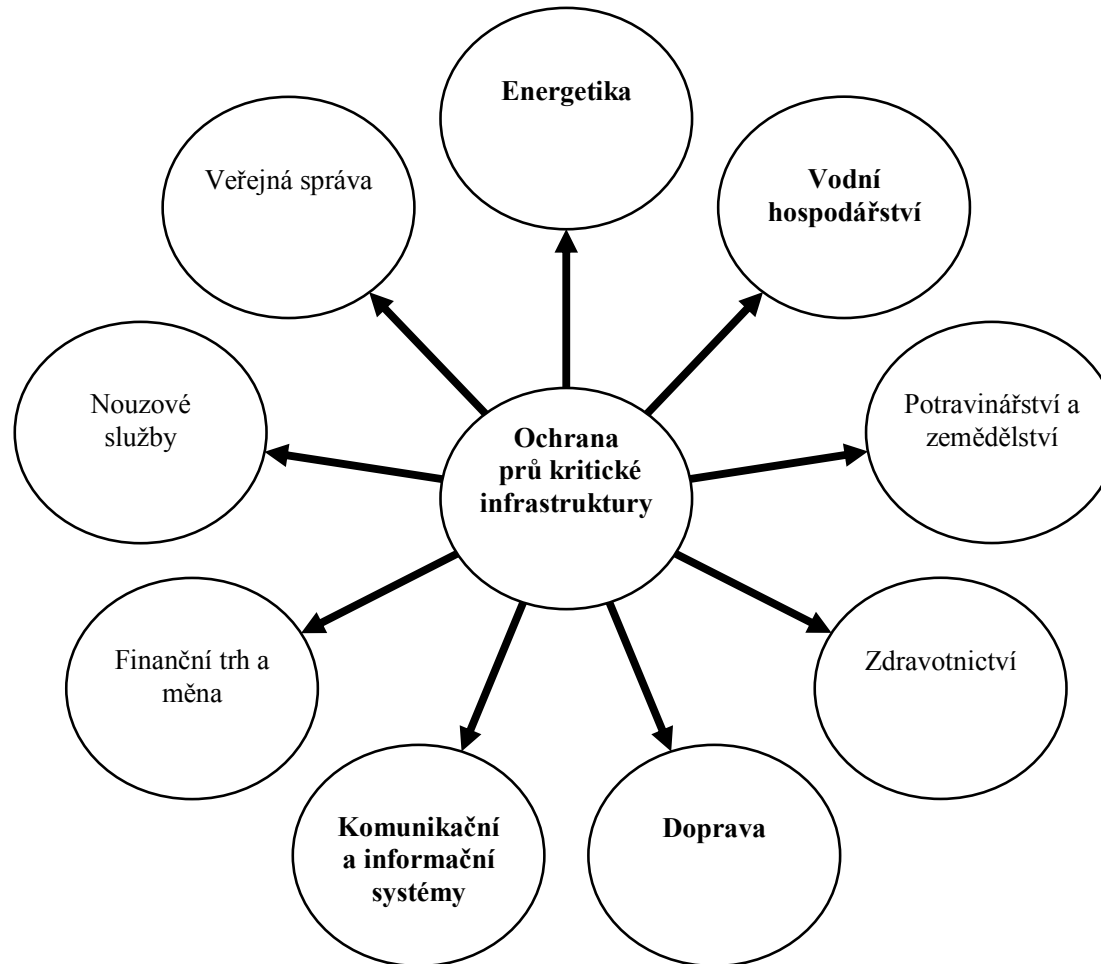 Energetika
Veřejná správa
Vodní
hospodářství
Nouzové
služby
Potravinářství a
zemědělství
Ochrana
prů kritické
infrastruktury
Finanční trh a
měna
Zdravotnictví
Komunikační
a informační
systémy
Doprava